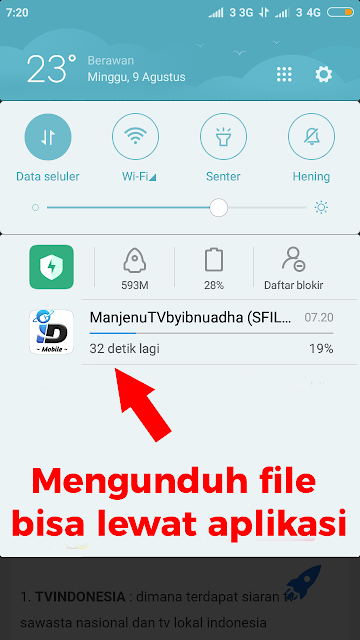 7:20
3 3G
3 4G
23°
Berawan
Minggu, 9 Agustus
Data seluler
Wi-Fi
Senter
Hening
593M
28%
Daftar blokir
iD
~ Mobile ~
ManjenuTVbyibnuadha (SFIL...
07.20
32 detik lagi
19%
Mengunduh file
bisa lewat aplikasi
1. TVINDONESIA : dimana terdapat siaran tv
sawasta nasional dan tv lokal indonesia